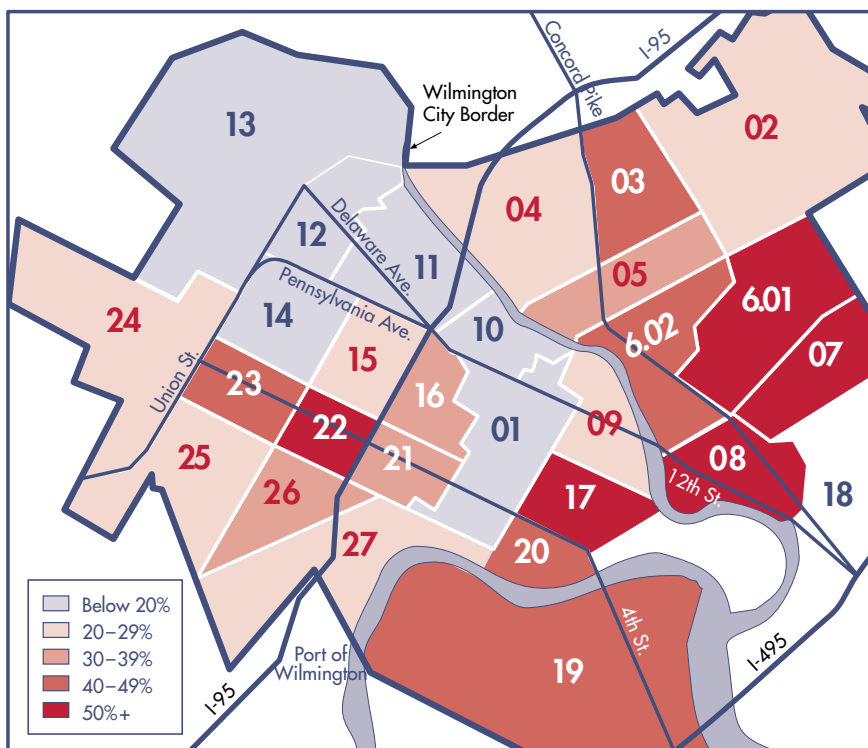 Concord Pike
I-95
Wilmington
City Border
13
02
03
04
12
Delaware Ave.
11
05
6.01
24
Pennsylvania Ave.
10
6.02
14
07
15
Union St.
23
16
22
01
09
08
25
21
17
12th St.
18
26
20
27
4th St.
19
I-495
Port of
Wilmington
I-95
Below 20%
20–29%
30–39%
40–49%
50%+